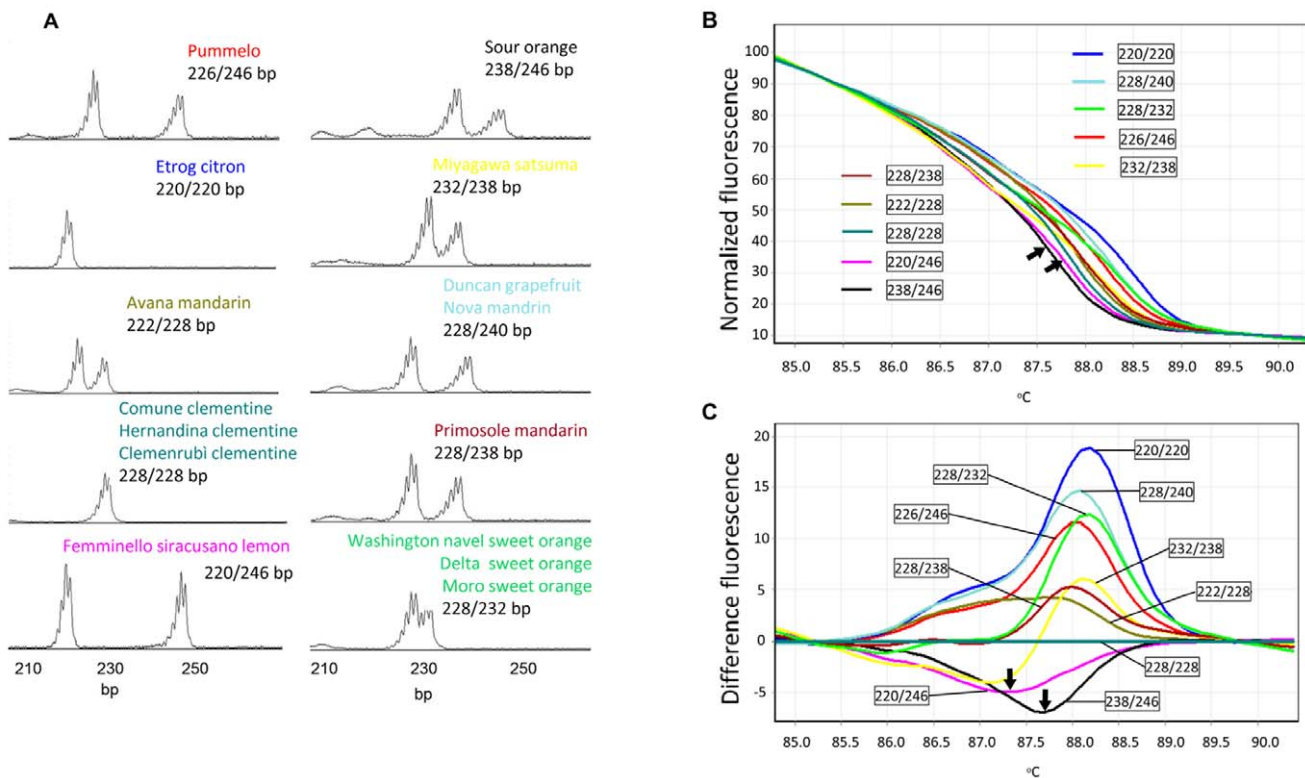 A
Pummelo
226/246 bp
Sour orange
238/246 bp
Etrog citron
220/220 bp
Miyagawa satsuma
232/238 bp
Avana mandarin
222/228 bp
Duncan grapefruit
Nova mandrin
228/240 bp
Comune clementine
Hernandina clementine
Clemenrubì clementine
228/228 bp
Primosole mandarin
228/238 bp
Femminello siracusano lemon
220/246 bp
Washington navel sweet orange
Delta sweet orange
Moro sweet orange
228/232 bp
210 230 250
bp
210 230 250
bp
B
Normalized fluorescence
100
90
80
70
60
50
40
30
20
10
220/220
228/240
228/232
226/246
232/238
228/238
222/228
228/228
220/246
238/246
85.0 85.5 86.0 86.5 87.0 87.5 88.0 88.5 89.0 89.5 90.0
°C
C
Difference fluorescence
20
15
10
5
0
-5
220/220
228/232
228/240
226/246
232/238
228/238
222/228
228/228
220/246
238/246
85.0 85.5 86.0 86.5 87.0 87.5 88.0 88.5 89.0 89.5 90.0
°C